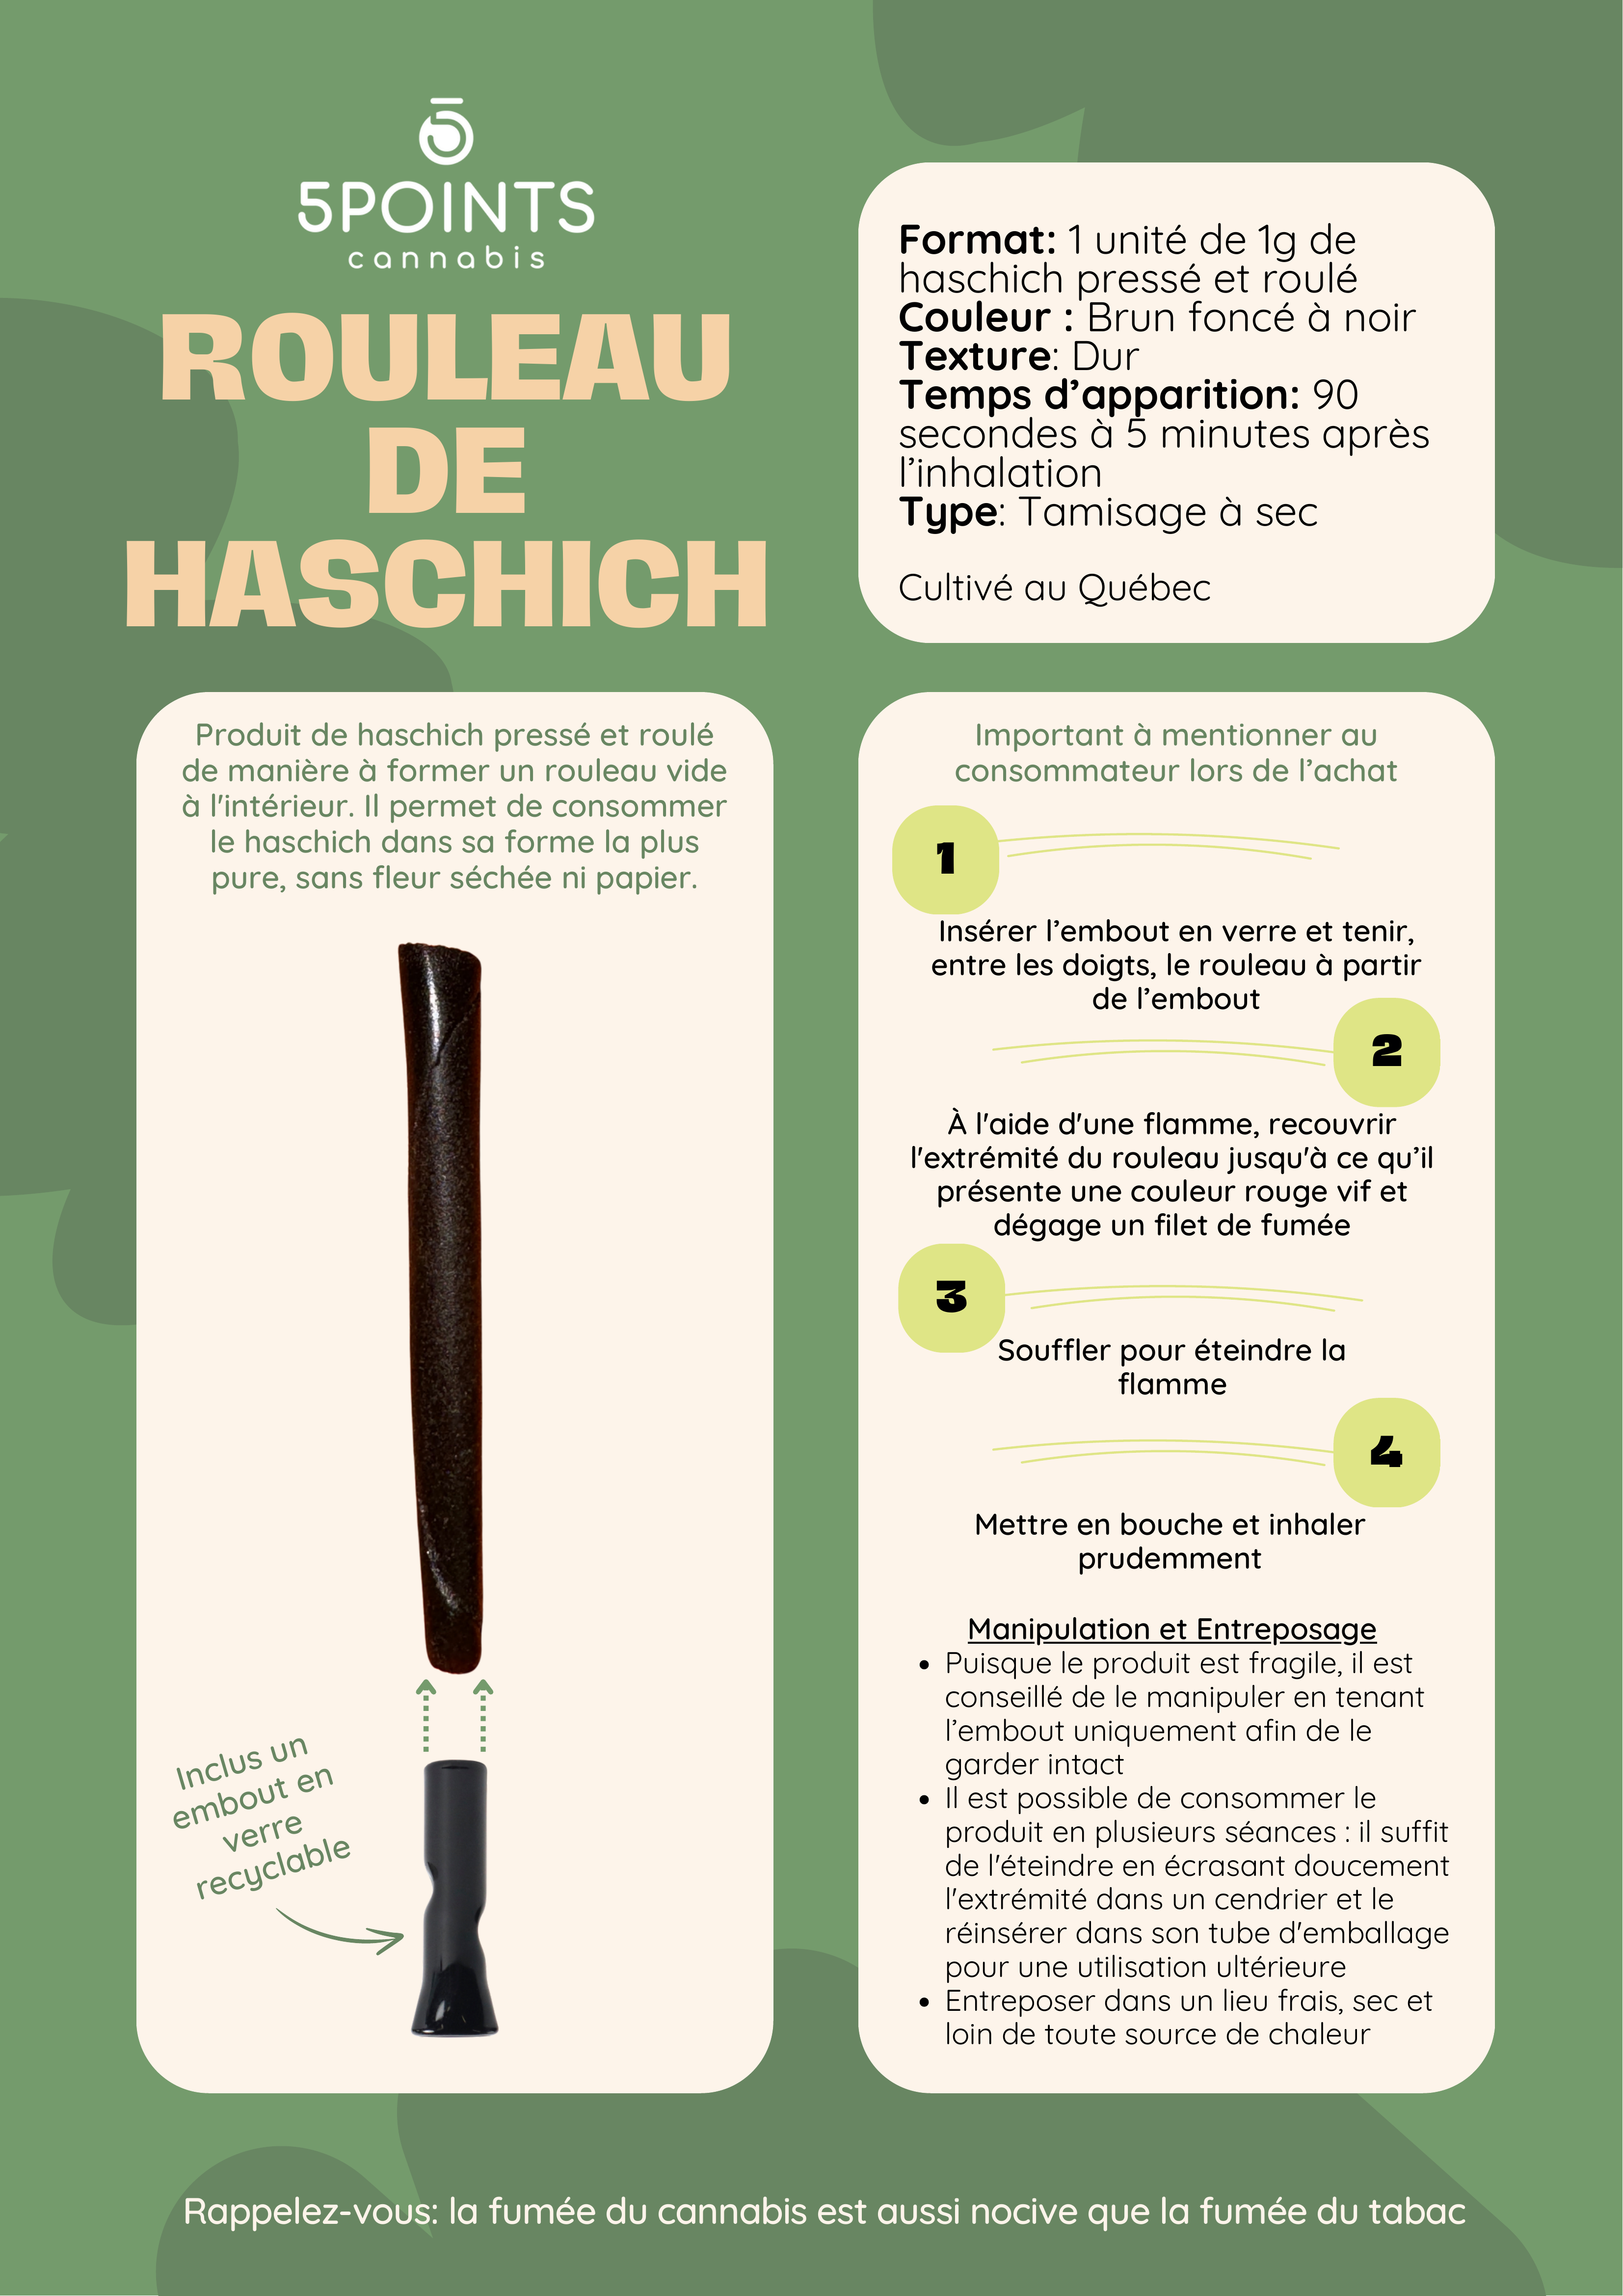 5POINTS
cannabis
ROULEAU
DE
HASCHICH
Format: 1 unité de 1g de
haschich pressé et roulé
Couleur : Brun foncé à noir
Texture: Dur
Temps d’apparition: 90
secondes à 5 minutes après
l’inhalation
Type: Tamisage à sec
Cultivé au Québec
Produit de haschich pressé et roulé
de manière à former un rouleau vide
à l'intérieur. Il permet de consommer
le haschich dans sa forme la plus
pure, sans fleur séchée ni papier.
Inclus un
embout en
verre
recyclable
Important à mentionner au
consommateur lors de l’achat
1
Insérer l’embout en verre et tenir,
entre les doigts, le rouleau à partir
de l’embout
2
À l'aide d'une flamme, recouvrir
l'extrémité du rouleau jusqu'à ce qu’il
présente une couleur rouge vif et
dégage un filet de fumée
3
Souffler pour éteindre la
flamme
4
Mettre en bouche et inhaler
prudemment
Manipulation et Entreposage
• Puisque le produit est fragile, il est
conseillé de le manipuler en tenant
l’embout uniquement afin de le
garder intact
• Il est possible de consommer le
produit en plusieurs séances : il suffit
de l'éteindre en écrasant doucement
l'extrémité dans un cendrier et le
réinsérer dans son tube d'emballage
pour une utilisation ultérieure
• Entreposer dans un lieu frais, sec et
loin de toute source de chaleur
Rappelez-vous: la fumée du cannabis est aussi nocive que la fumée du tabac